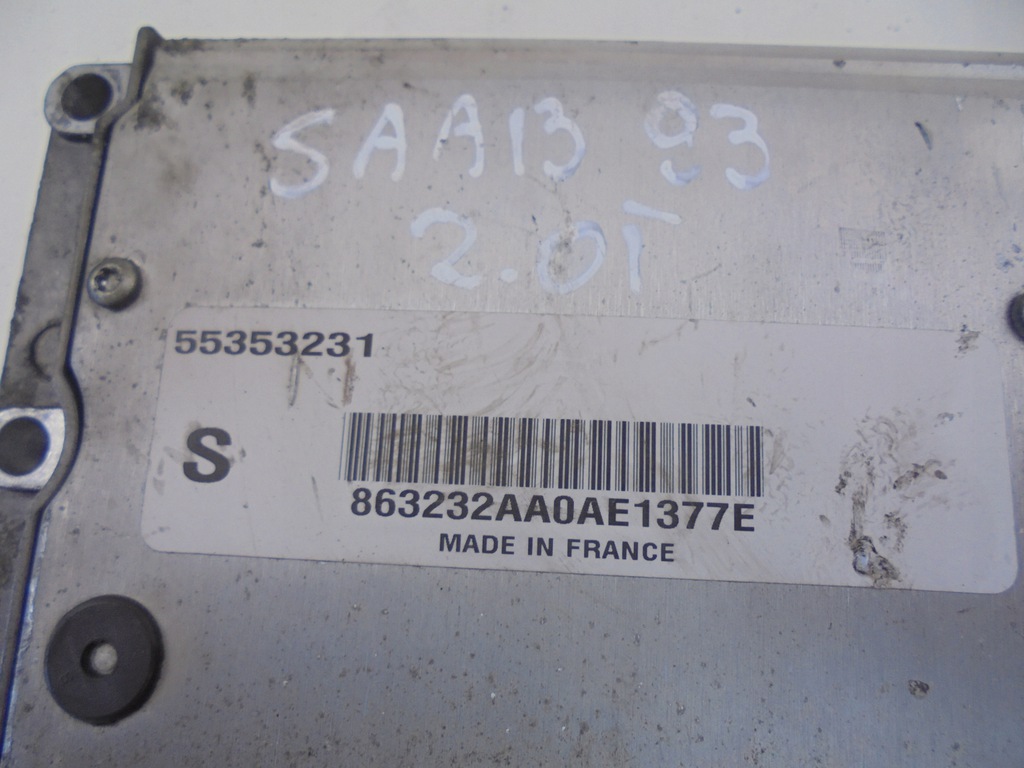 SAAB 93
2.0T
55353231
S
863232AA0AE1377E
MADE IN FRANCE